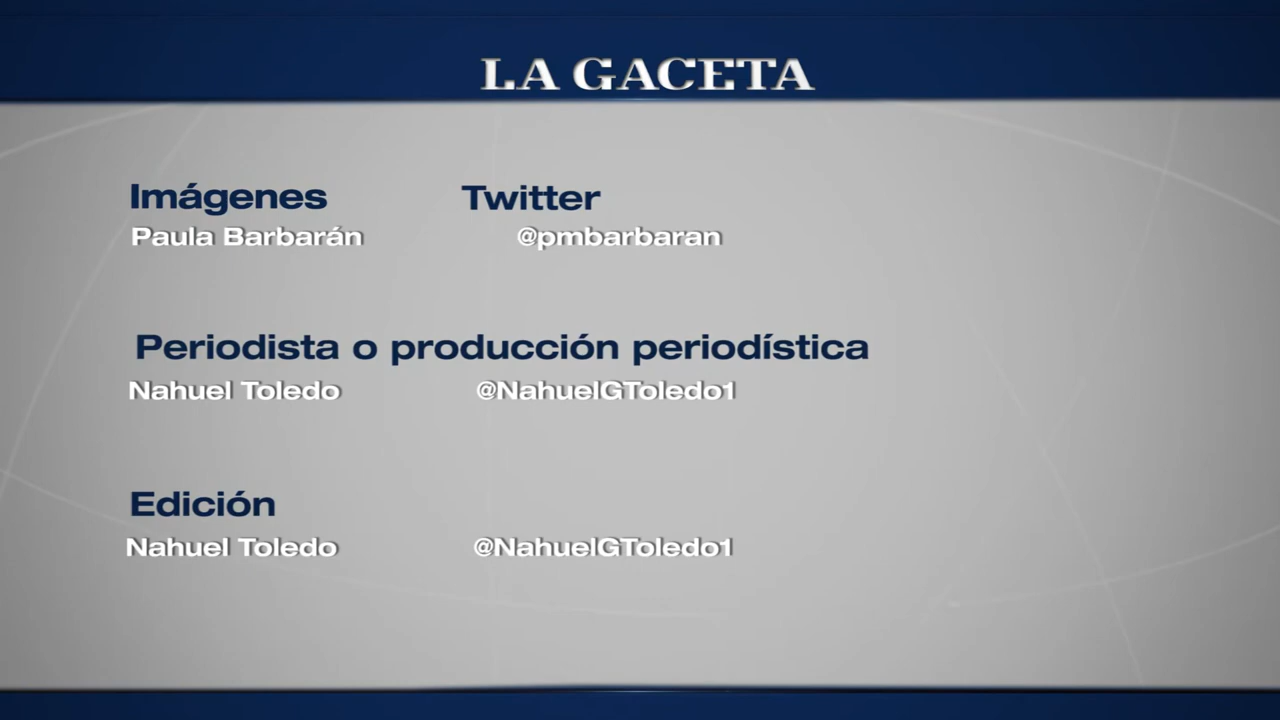 LA GACETA
Imágenes Twitter
Paula Barbarán @pmbarbaran
Periodista o producción periodística
Nahuel Toledo @NahuelGToledo1
Edición
Nahuel Toledo @NahuelGToledo1